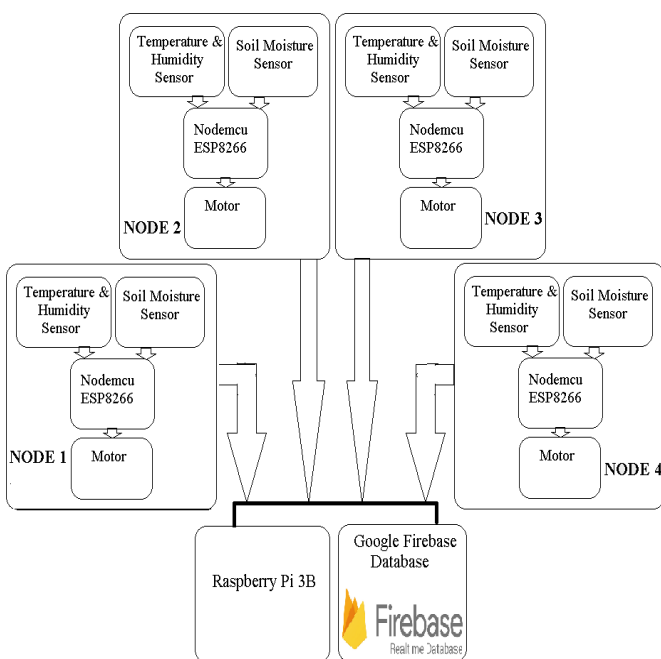 Temperature &
Humidity
Sensor
Soil Moisture
Sensor
Nodemcu
ESP8266
Motor
NODE 2
Temperature &
Humidity
Sensor
Soil Moisture
Sensor
Nodemcu
ESP8266
Motor
NODE 3
Temperature &
Humidity
Sensor
Soil Moisture
Sensor
Nodemcu
ESP8266
Motor
NODE 1
Temperature &
Humidity
Sensor
Soil Moisture
Sensor
Nodemcu
ESP8266
Motor
NODE 4
Raspberry Pi 3B
Google Firebase
Database
Firebase
Realt me Database